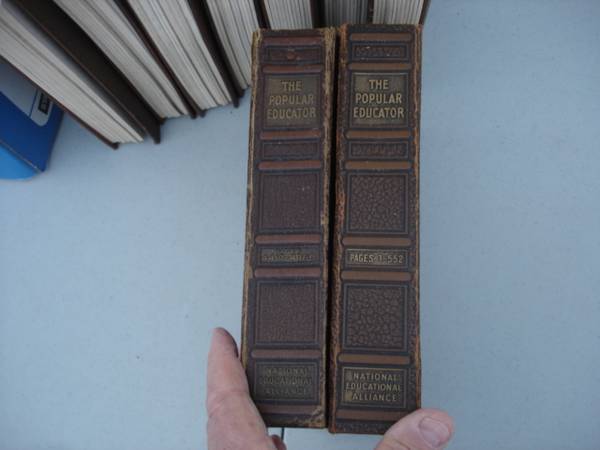 THE
POPULAR
EDUCATOR
NATIONAL
EDUCATIONAL
ALLIANCE
THE
POPULAR
EDUCATOR
PAGES 1-552
NATIONAL
EDUCATIONAL
ALLIANCE